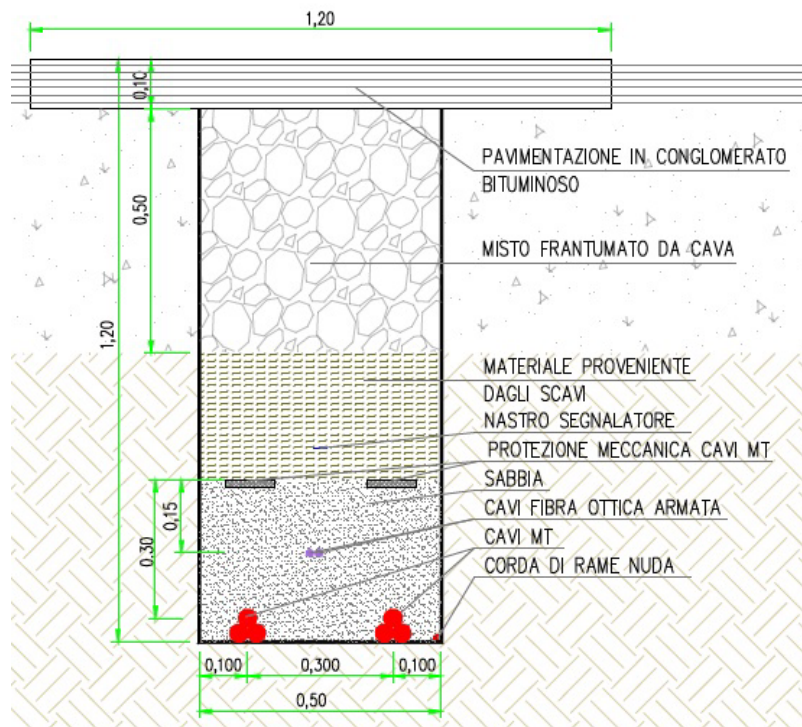 1,20
0,10
PAVIMENTAZIONE IN CONGLOMERATO
BITUMINOSO
0,50
MISTO FRANTUMATO DA CAVA
1,20
MATERIALE PROVENIENTE
DAGLI SCAVI
NASTRO SEGNALATORE
PROTEZIONE MECCANICA CAVI MT
SABBIA
0,15
CAVI FIBRA OTTICA ARMATA
0,30
CAVI MT
CORDA DI RAME NUDA
0,100 0,300 0,100
0,50